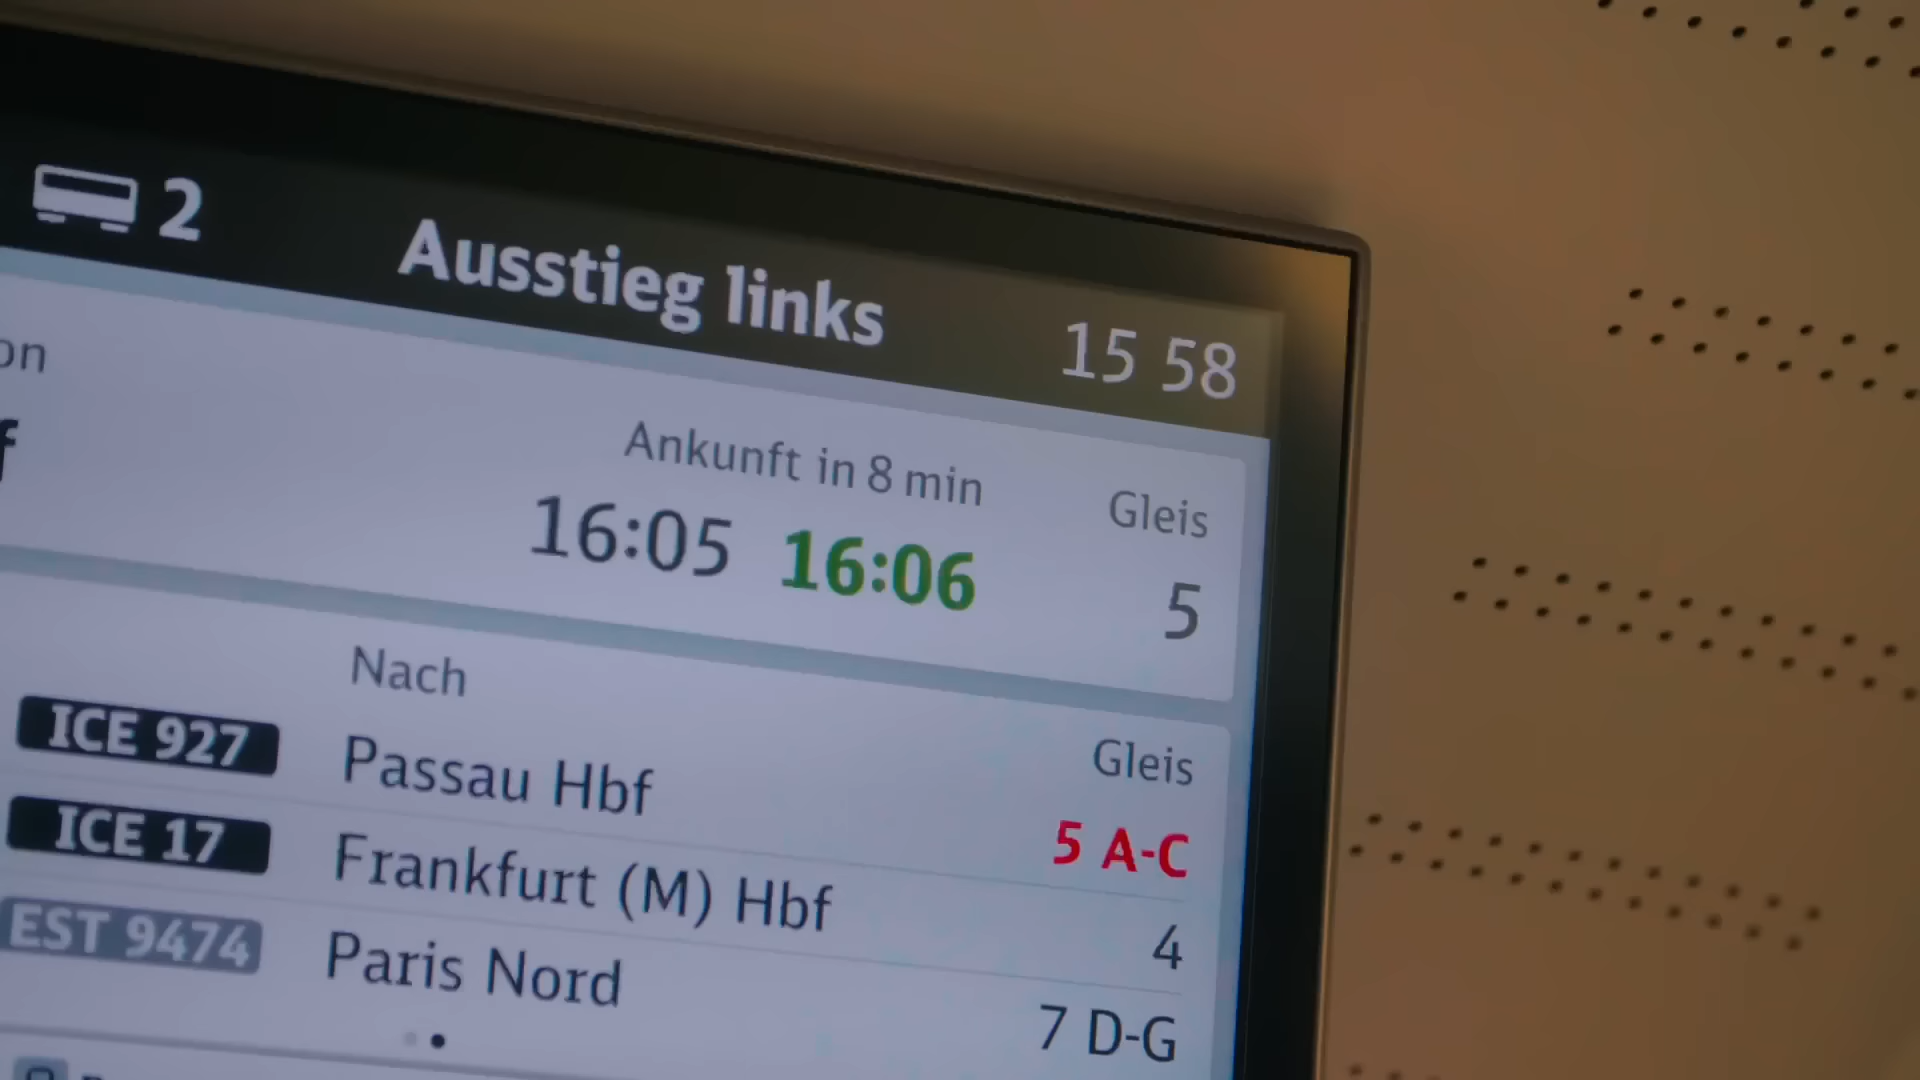 2 Ausstieg links 15 58
on
Ankunft in 8 min Gleis
16:05 16:06 5
Nach Gleis
ICE 927 Passau Hbf 5 A-C
ICE 17 Frankfurt (M) Hbf 4
EST 9474 Paris Nord 7 D-G